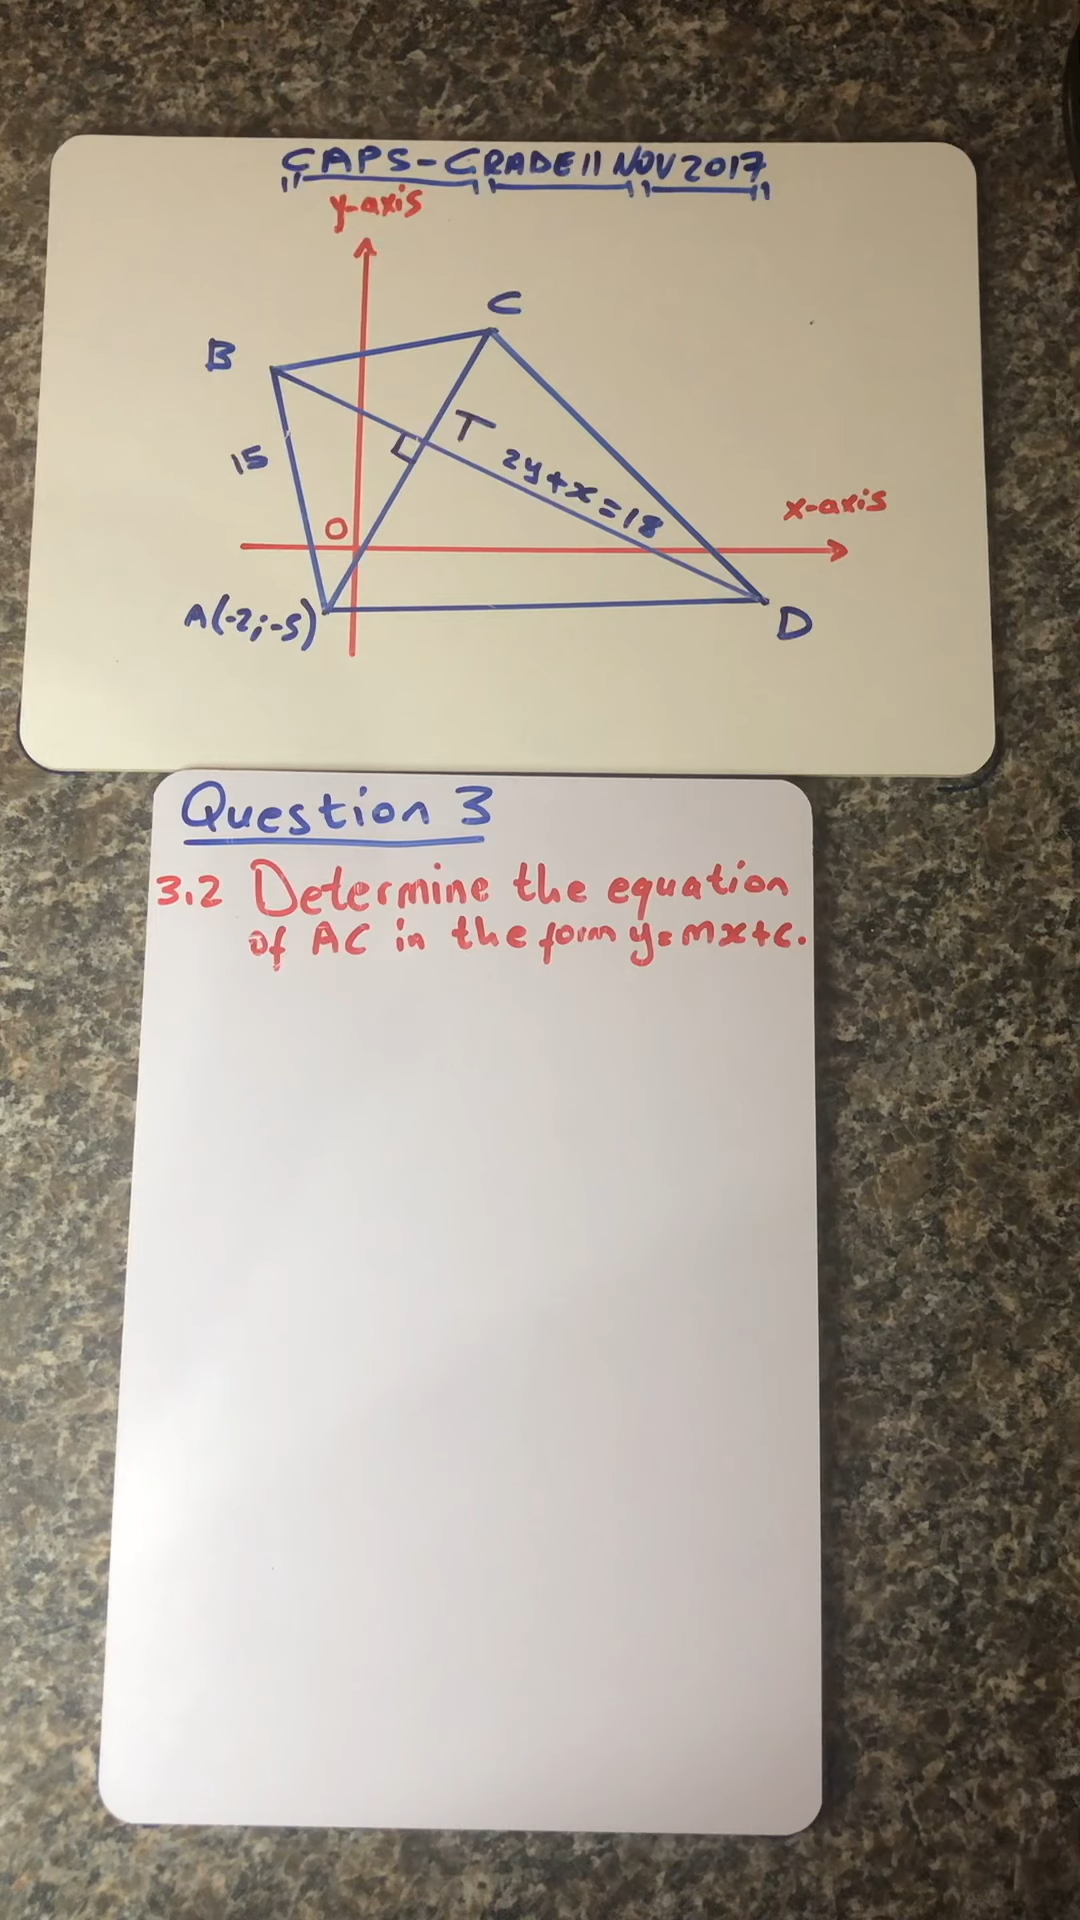 CAPS-GRADE 11 NOV 2017
y-axis
C
B
T
15
2y+x=18
x-axis
O
A(-2;-5)
D
Question 3
3.2 Determine the equation
of AC in the form y=mx+c.